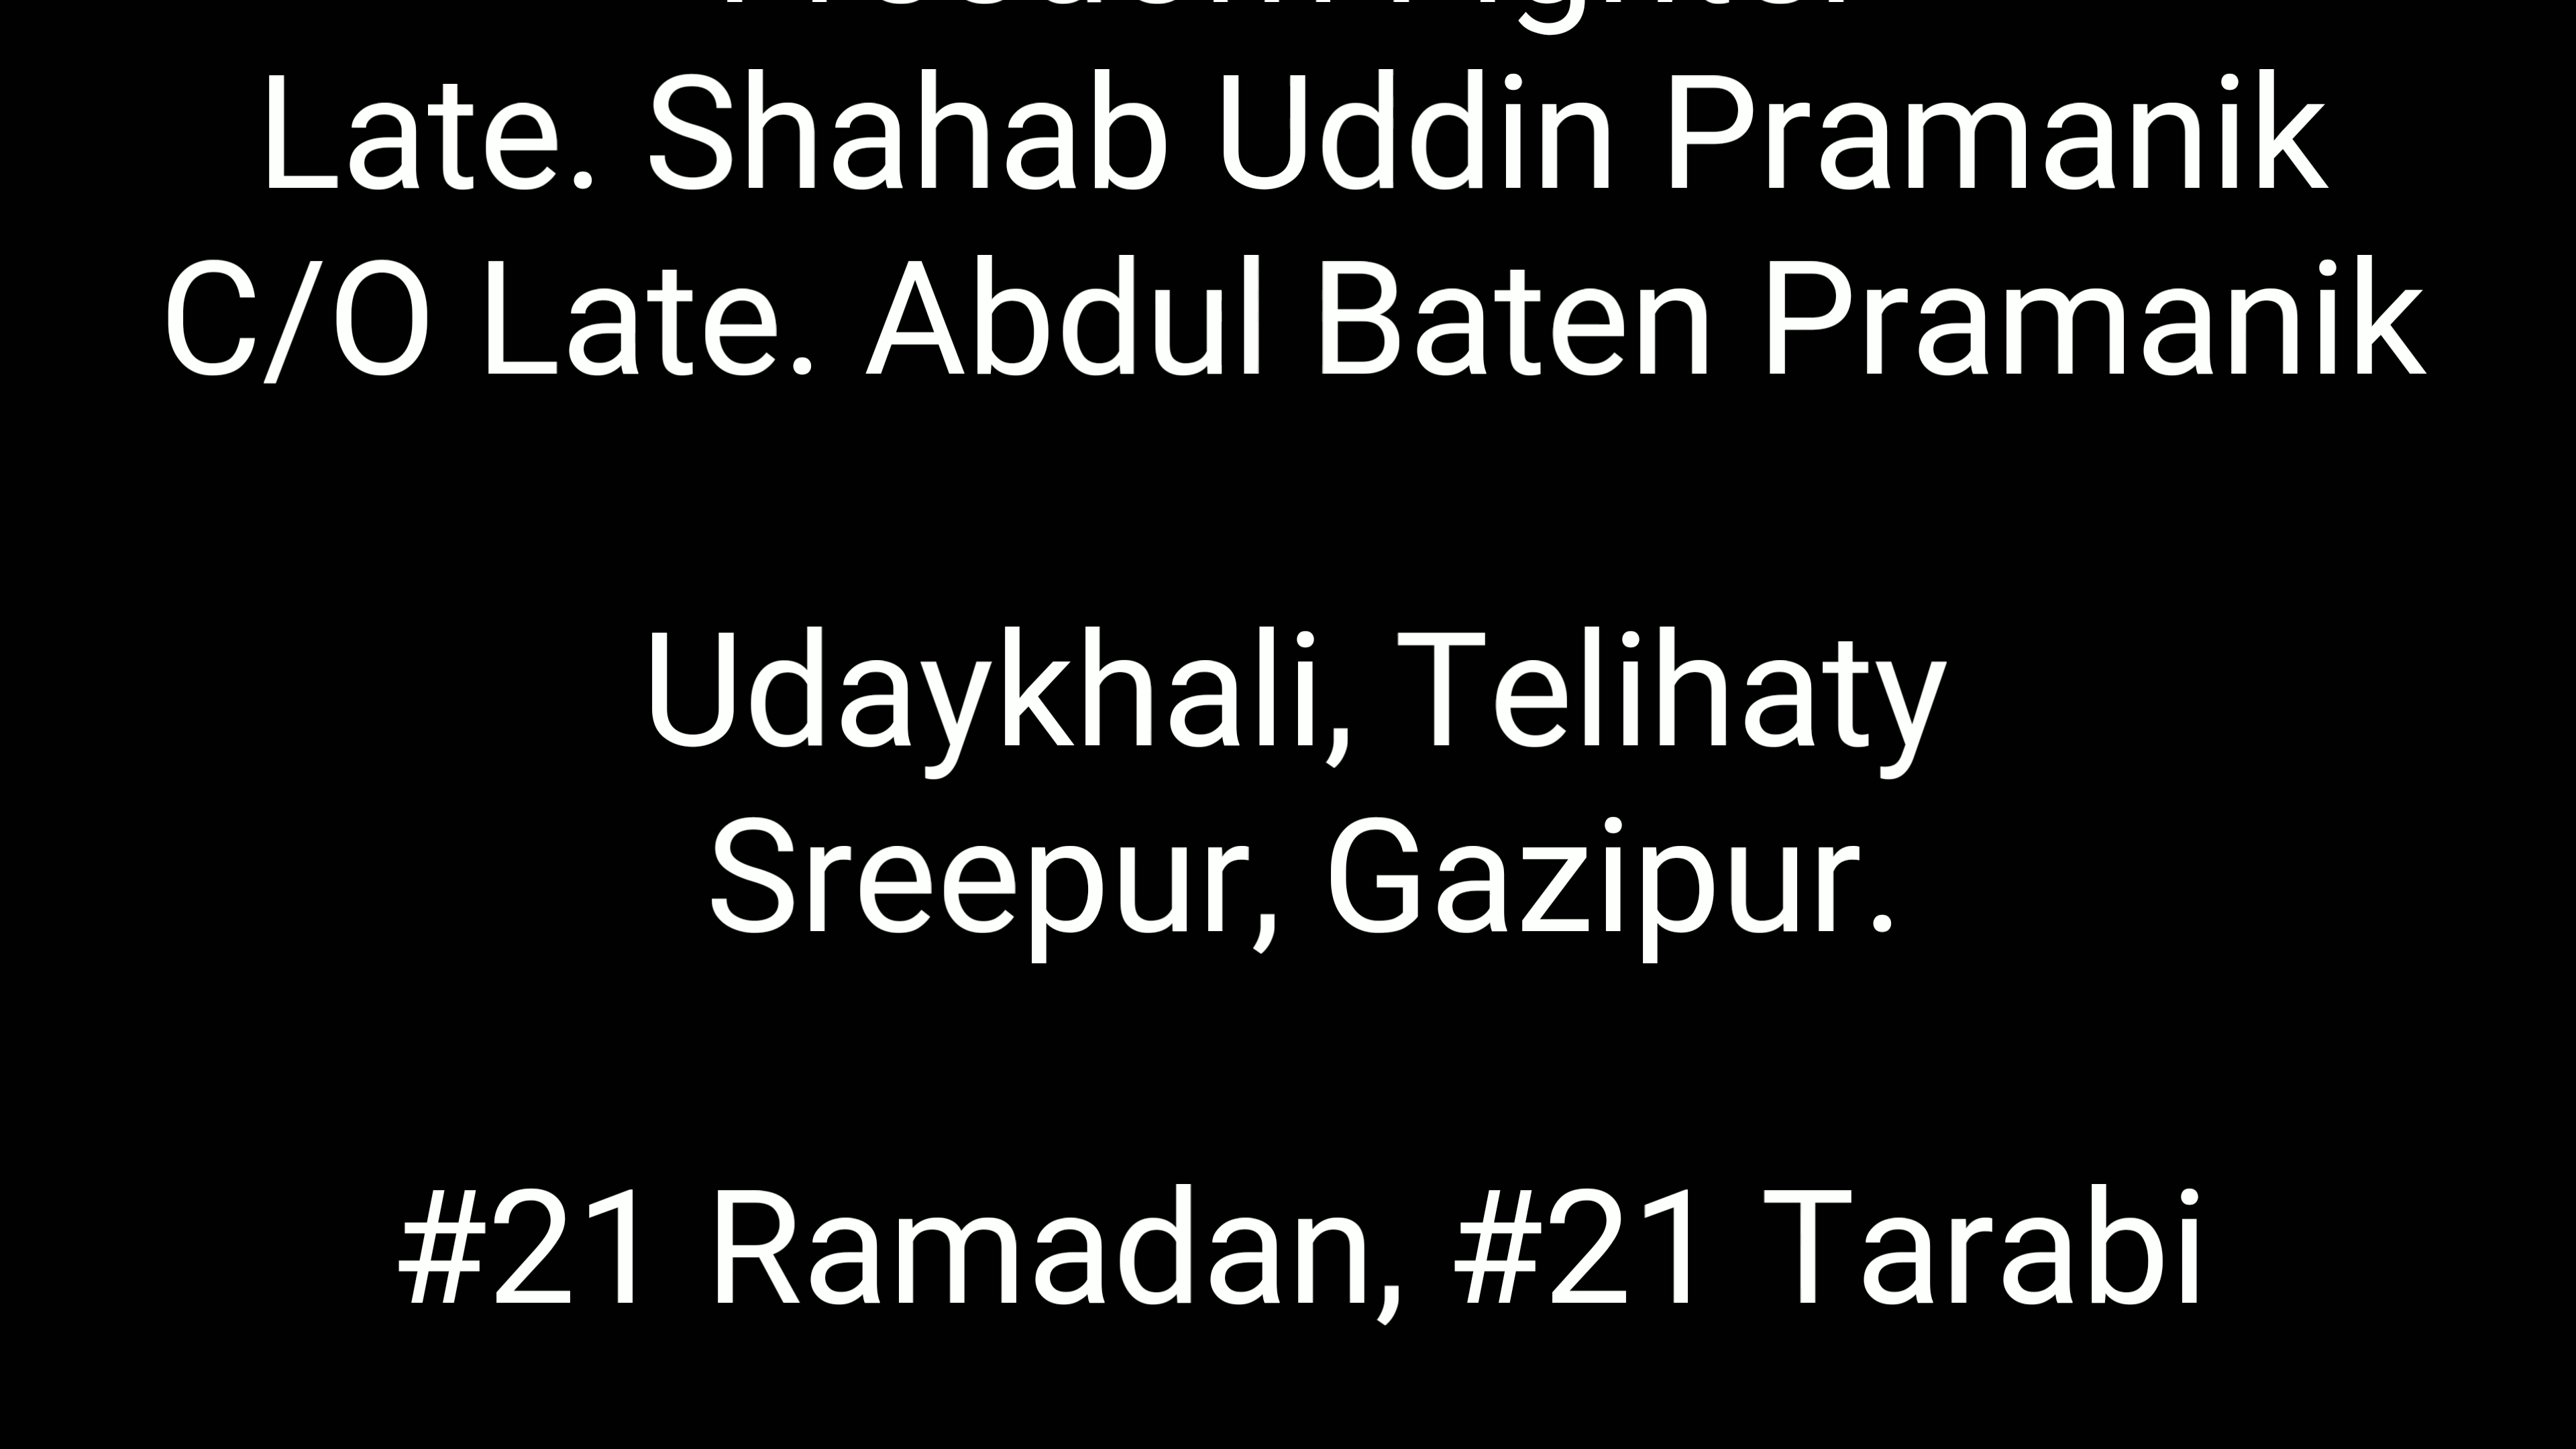 Late. Shahab Uddin Pramanik
C/O Late. Abdul Baten Pramanik
Udaykhali, Telihaty
Sreepur, Gazipur.
#21 Ramadan, #21 Tarabi